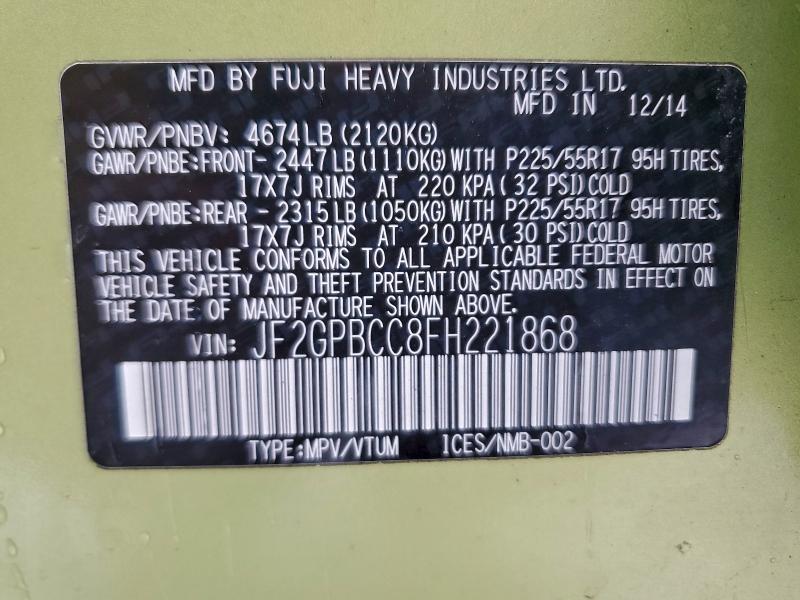 MFD BY FUJI HEAVY INDUSTRIES LTD.
MFD IN 12/14
GVWR/PNBV: 4674LB(2120KG)
GAWR/PNBE:FRONT- 2447LB(1110KG)WITH P225/55R17 95H TIRES,
17X7J RIMS AT 220 KPA(32 PSI)COLD
GAWR/PNBE:REAR - 2315LB(1050KG)WITH P225/55R17 95H TIRES,
17X7J RIMS AT 210 KPA(30 PSI)COLD
THIS VEHICLE CONFORMS TO ALL APPLICABLE FEDERAL MOTOR
VEHICLE SAFETY AND THEFT PREVENTION STANDARDS IN EFFECT ON
THE DATE OF MANUFACTURE SHOWN ABOVE.
VIN: JF2GPBCC8FH221868
TYPE:MPV/VTUM ICES/NMB-002